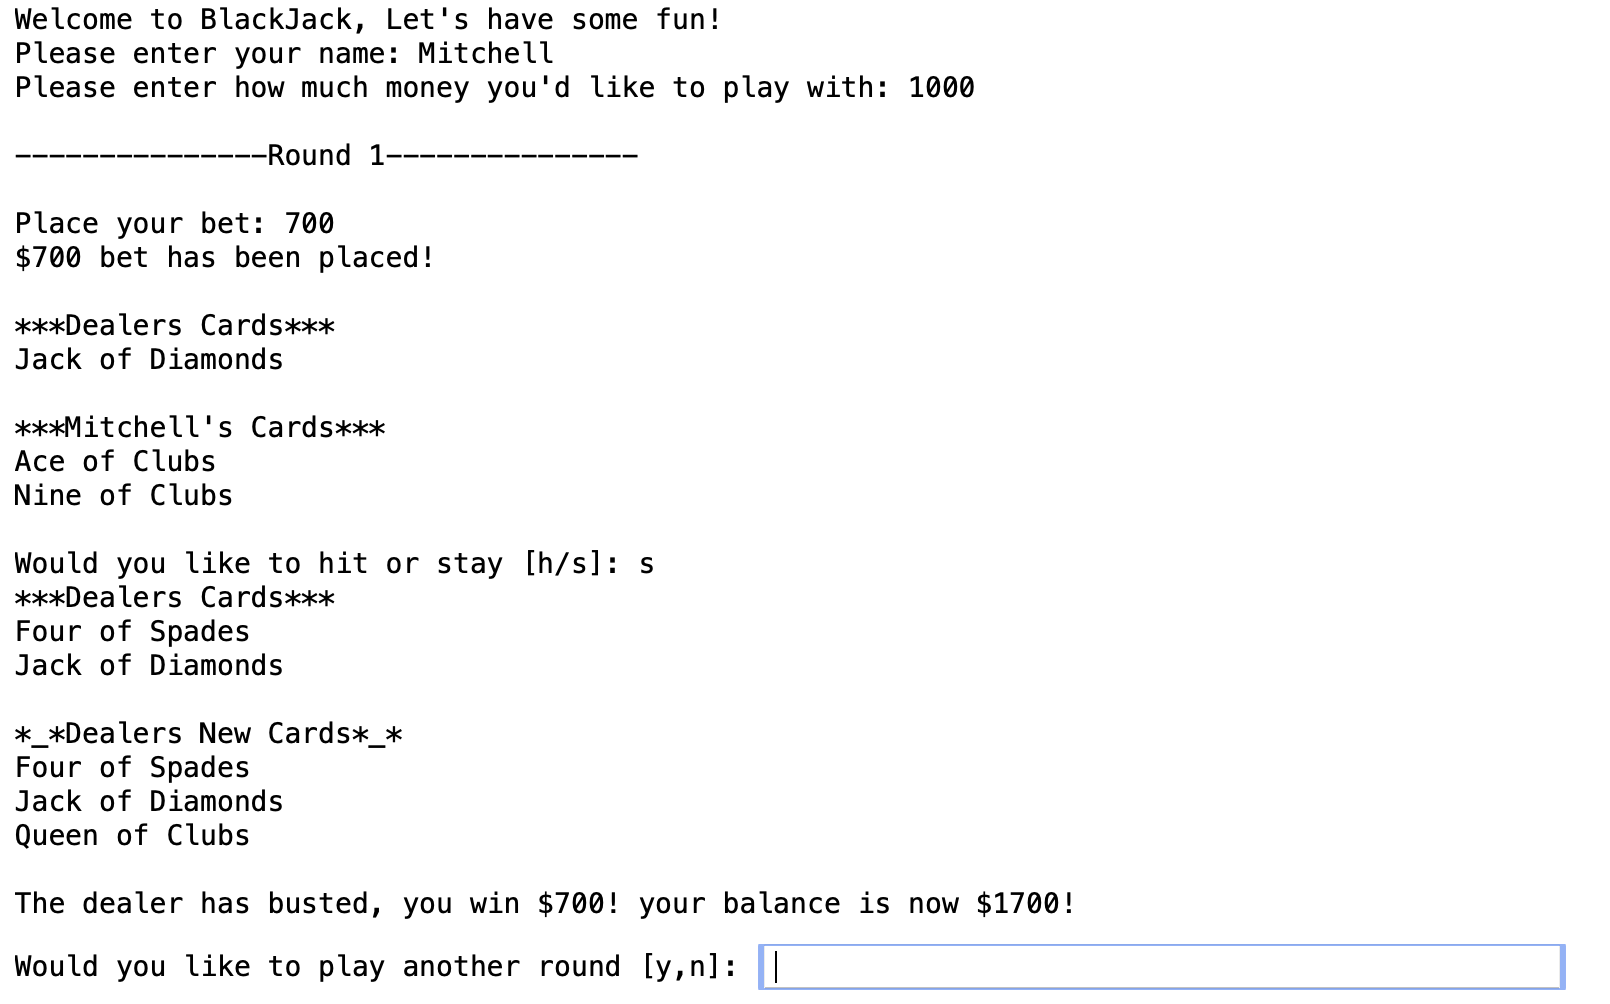 Welcome to BlackJack, Let's have some fun!
Please enter your name: Mitchell
Please enter how much money you'd like to play with: 1000
---------------Round 1---------------
Place your bet: 700
$700 bet has been placed!
***Dealers Cards***
Jack of Diamonds
***Mitchell's Cards***
Ace of Clubs
Nine of Clubs
Would you like to hit or stay [h/s]: s
***Dealers Cards***
Four of Spades
Jack of Diamonds
*_*Dealers New Cards*_*
Four of Spades
Jack of Diamonds
Queen of Clubs
The dealer has busted, you win $700! your balance is now $1700!
Would you like to play another round [y,n]: